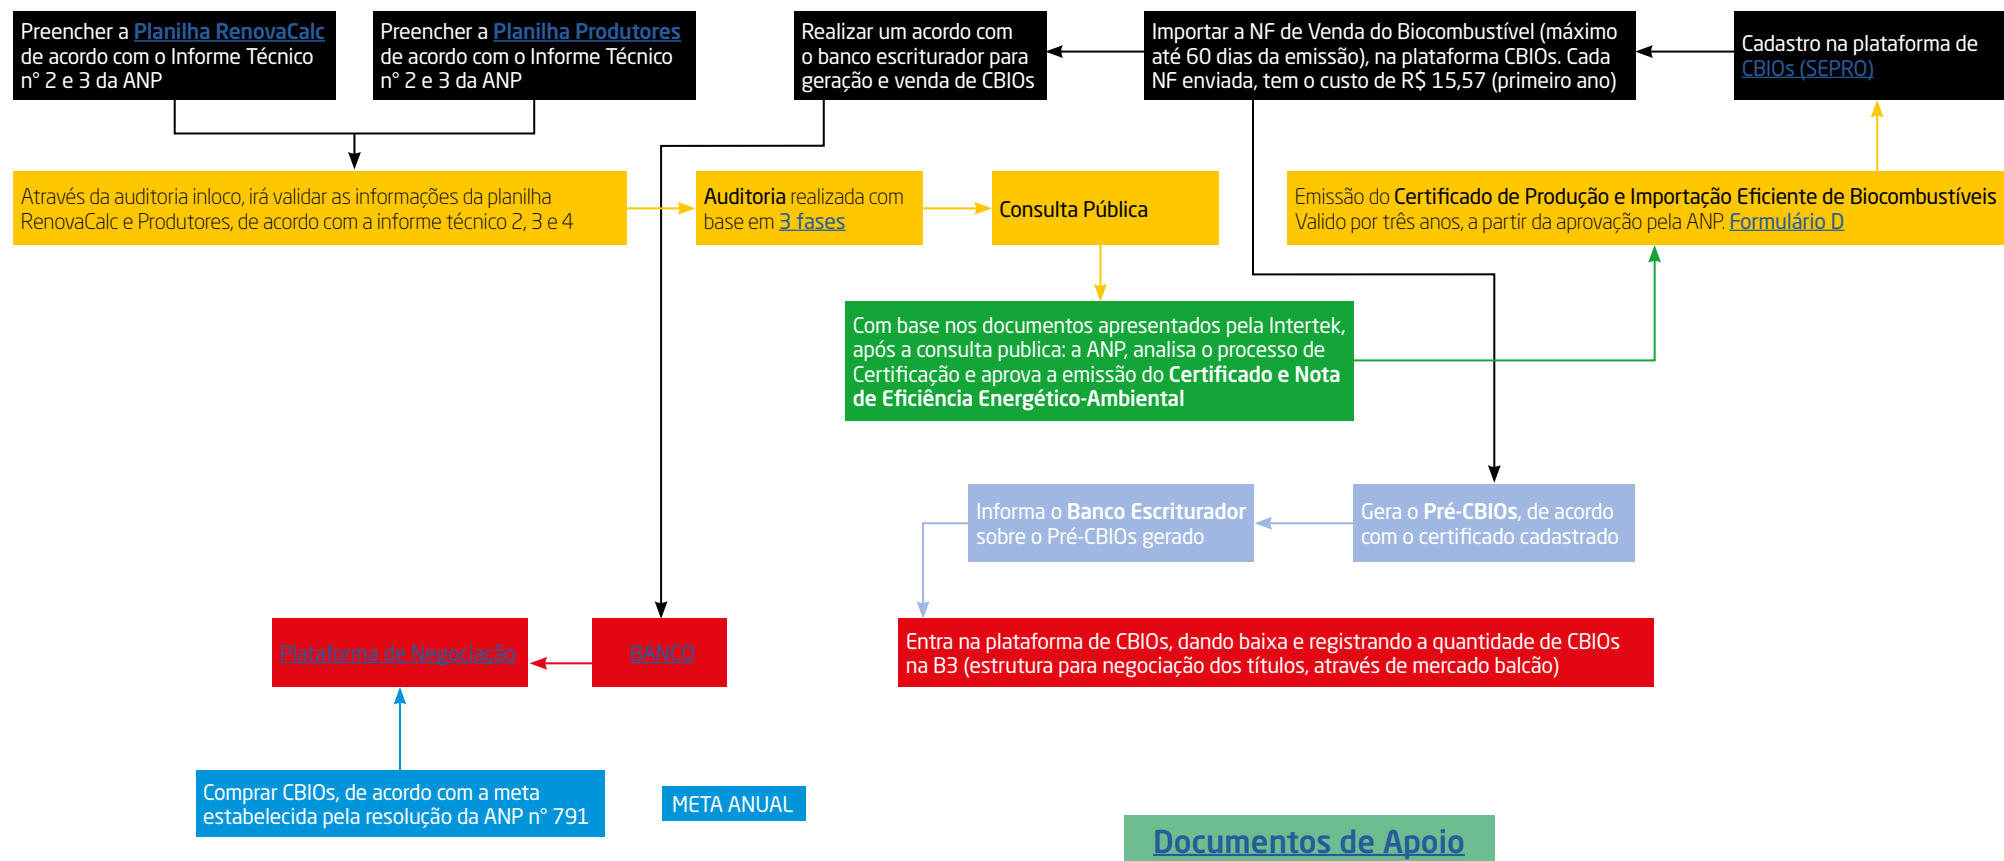 Preencher a Planilha RenovaCalc
de acordo com o Informe Técnico
n° 2 e 3 da ANP
Preencher a Planilha Produtores
de acordo com o Informe Técnico
n° 2 e 3 da ANP
Realizar um acordo com
o banco escriturador para
geração e venda de CBIOs
Importar a NF de Venda do Biocombustível (máximo
até 60 dias da emissão), na plataforma CBIOs. Cada
NF enviada, tem o custo de R$ 15,57 (primeiro ano)
Cadastro na plataforma de
CBIOs (SEPRO)
Através da auditoria inloco, irá validar as informações da planilha
RenovaCalc e Produtores, de acordo com a informe técnico 2, 3 e 4
Auditoria realizada com
base em 3 fases
Consulta Pública
Emissão do Certificado de Produção e Importação Eficiente de Biocombustíveis
Valido por três anos, a partir da aprovação pela ANP. Formulário D
Com base nos documentos apresentados pela Intertek,
após a consulta publica: a ANP, analisa o processo de
Certificação e aprova a emissão do Certificado e Nota
de Eficiência Energético-Ambiental
Informa o Banco Escriturador
sobre o Pré-CBIOs gerado
Gera o Pré-CBIOs, de acordo
com o certificado cadastrado
Plataforma de Negociação
BANCO
Entra na plataforma de CBIOs, dando baixa e registrando a quantidade de CBIOs
na B3 (estrutura para negociação dos títulos, através de mercado balcão)
Comprar CBIOs, de acordo com a meta
estabelecida pela resolução da ANP n° 791
META ANUAL
Documentos de Apoio